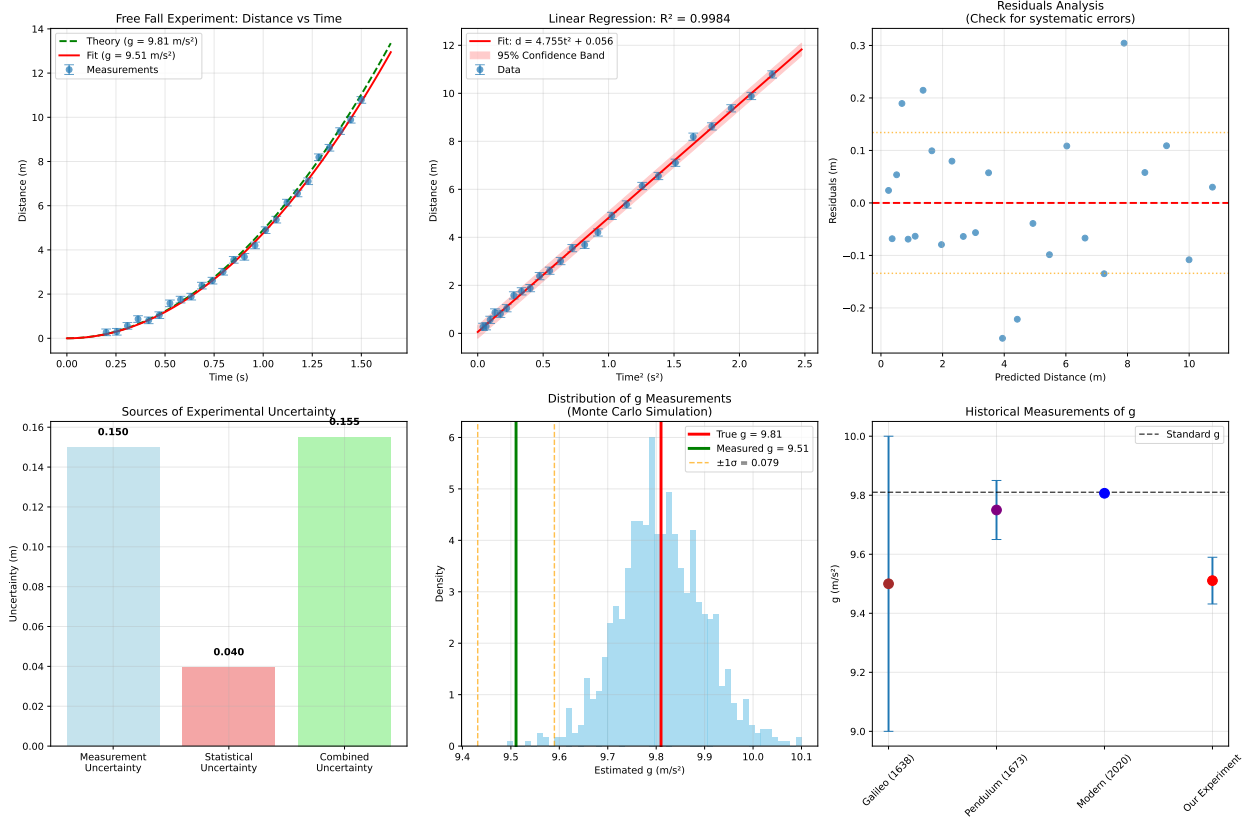 Free Fall Experiment: Distance vs Time
Theory (g = 9.81 m/s²)
Fit (g = 9.51 m/s²)
Measurements
14
12
10
8
6
4
2
0
Distance (m)
0.00 0.25 0.50 0.75 1.00 1.25 1.50
Time (s)
Linear Regression: R² = 0.9984
Fit: d = 4.755t² + 0.056
95% Confidence Band
Data
12
10
8
6
4
2
0
Distance (m)
0.0 0.5 1.0 1.5 2.0 2.5
Time² (s²)
Residuals Analysis
(Check for systematic errors)
0.3
0.2
0.1
0.0
−0.1
−0.2
Residuals (m)
0 2 4 6 8 10
Predicted Distance (m)
Sources of Experimental Uncertainty
0.150
0.040
0.155
0.16
0.14
0.12
0.10
0.08
0.06
0.04
0.02
0.00
Uncertainty (m)
Measurement
Uncertainty
Statistical
Uncertainty
Combined
Uncertainty
Distribution of g Measurements
(Monte Carlo Simulation)
True g = 9.81
Measured g = 9.51
±1σ = 0.079
6
5
4
3
2
1
0
Density
9.4 9.5 9.6 9.7 9.8 9.9 10.0 10.1
Estimated g (m/s²)
Historical Measurements of g
Standard g
10.0
9.8
9.6
9.4
9.2
9.0
g (m/s²)
Galileo (1638)
Pendulum (1673)
Modern (2020)
Our Experiment